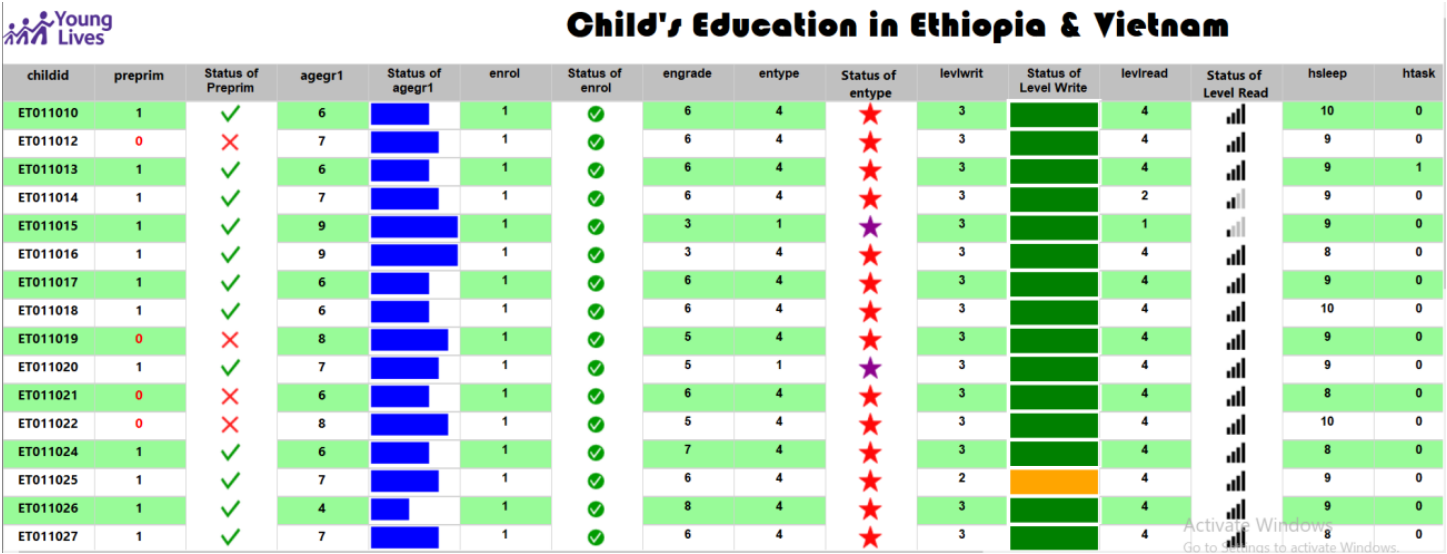 Young Lives
Child's Education in Ethiopia & Vietnam
childid preprim Status of Preprim agegr1 Status of agegr1 enrol Status of enrol engrade entype Status of entype levlwrit Status of Level Write levlread Status of Level Read hsleep htask
ET011010 1 6 1 6 4 3 4 10 0
ET011012 0 7 1 6 4 3 4 9 0
ET011013 1 6 1 6 4 3 4 9 1
ET011014 1 7 1 6 4 3 2 9 0
ET011015 1 9 1 3 1 3 1 9 0
ET011016 1 9 1 3 4 3 4 8 0
ET011017 1 6 1 6 4 3 4 9 0
ET011018 1 6 1 6 4 3 4 10 0
ET011019 0 8 1 5 4 3 4 9 0
ET011020 1 7 1 5 1 3 4 9 0
ET011021 0 6 1 6 4 3 4 8 0
ET011022 0 8 1 5 4 3 4 10 0
ET011024 1 6 1 7 4 3 4 8 0
ET011025 1 7 1 6 4 2 4 9 0
ET011026 1 4 1 8 4 3 4 9 0
ET011027 1 7 1 6 4 3 4 8 0
Activate Windows
Go to Settings to activate Windows.